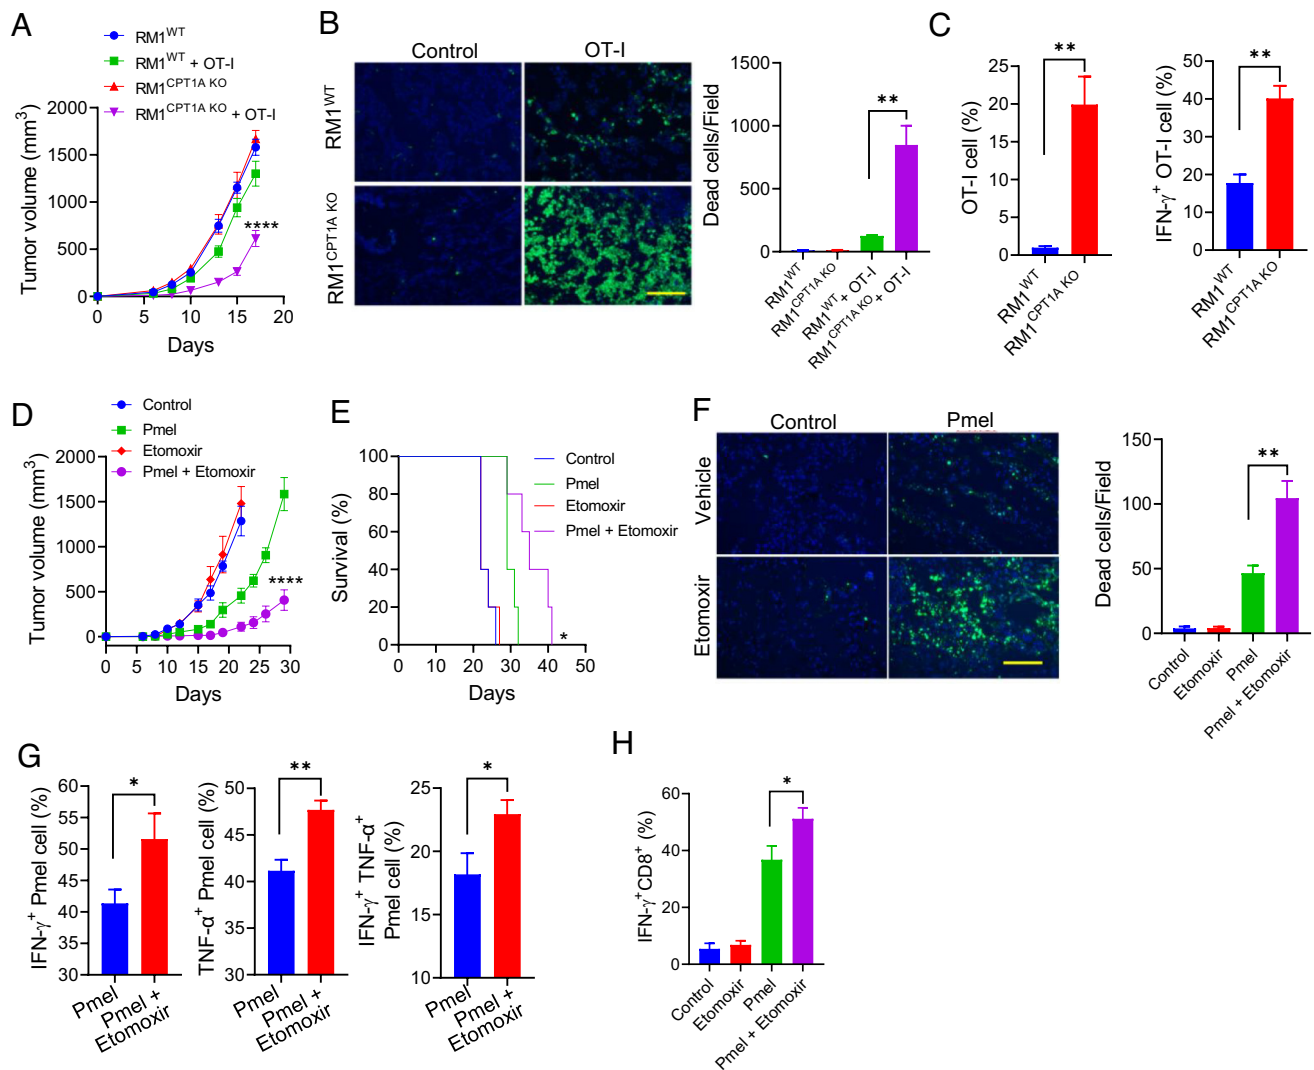 A
RM1WT
RM1WT + OT-I
RM1CPT1A KO
RM1CPT1A KO + OT-I
Tumor volume (mm3)
2000
1500
1000
500
0
****
0 5 10 15 20
Days
B
Control OT-I
RM1WT
RM1CPT1A KO
Dead cells/Field
1500
1000
500
0
**
RM1WT
RM1CPT1A KO
RM1WT + OT-I
RM1CPT1A KO + OT-I
C
OT-I cell (%)
25
20
15
10
5
0
**
RM1WT
RM1CPT1A KO
IFN-γ+ OT-I cell (%)
50
40
30
20
10
0
**
RM1WT
RM1CPT1A KO
D
Control
Pmel
Etomoxir
Pmel + Etomoxir
Tumor volume (mm3)
2000
1500
1000
500
0
****
0 5 10 15 20 25 30
Days
E
Survival (%)
100
80
60
40
20
0
Control
Pmel
Etomoxir
Pmel + Etomoxir
*
0 10 20 30 40 50
Days
F
Control Pmel
Vehicle
Etomoxir
Dead cells/Field
150
100
50
0
**
Control
Etomoxir
Pmel
Pmel + Etomoxir
G
IFN-γ+ Pmel cell (%)
60
55
50
45
40
35
30
*
Pmel
Pmel +
Etomoxir
TNF-α+ Pmel cell (%)
50
45
40
35
30
**
Pmel
Pmel +
Etomoxir
IFN-γ+ TNF-α+
Pmel cell (%)
25
20
15
10
*
Pmel
Pmel +
Etomoxir
H
IFN-γ+CD8+ (%)
60
40
20
0
*
Control
Etomoxir
Pmel
Pmel + Etomoxir